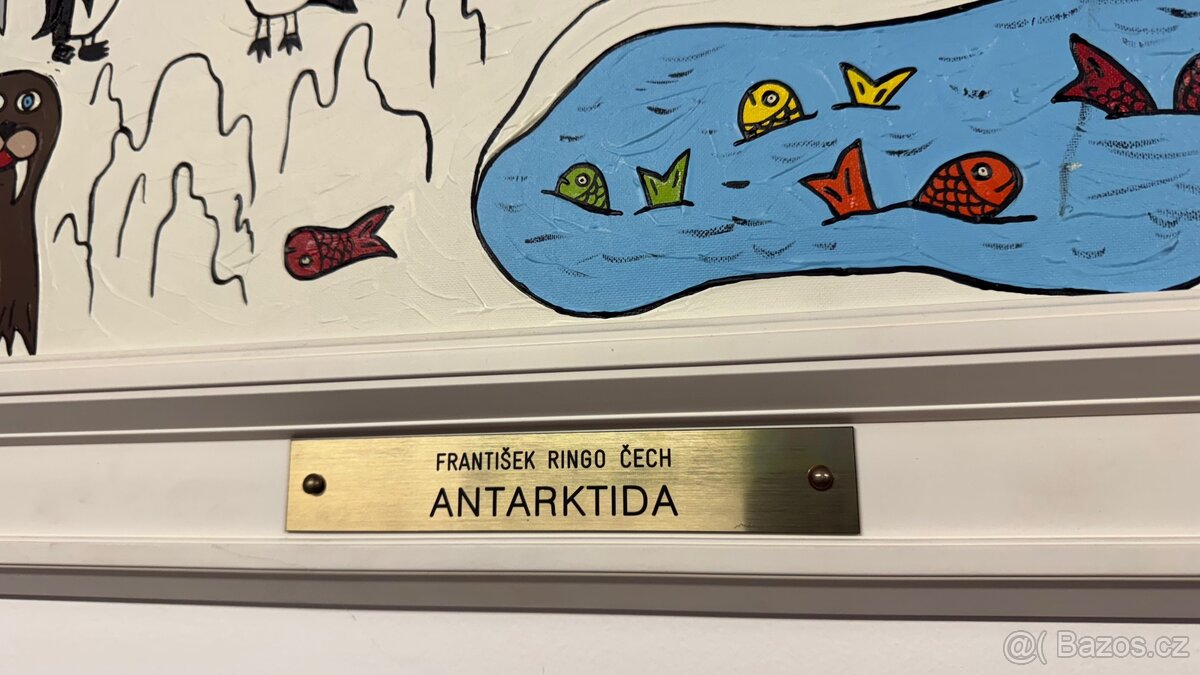 FRANTIŠEK RINGO ČECH
ANTARKTIDA
@( Bazos.cz